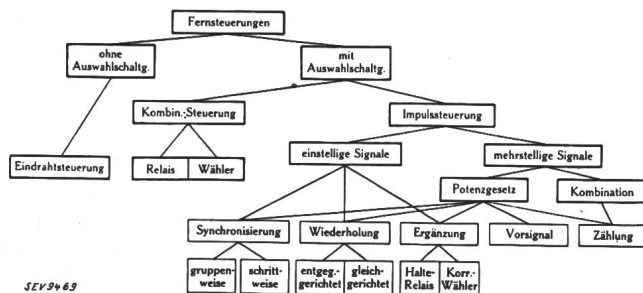 Fernsteuerungen
ohne
Auswahlschaltg.
mit
Auswahlschaltg.
Kombin.-Steuerung
Impulssteuerung
Eindrahtsteuerung
Relais
Wähler
einstellige Signale
mehrstellige Signale
Potenzgesetz
Kombination
Synchronisierung
Wiederholung
Ergänzung
Vorsignal
Zählung
gruppen-
weise
schritt-
weise
entgeg.-
gerichtet
gleich-
gerichtet
Halte-
Relais
Korr.-
Wähler
SEV9469